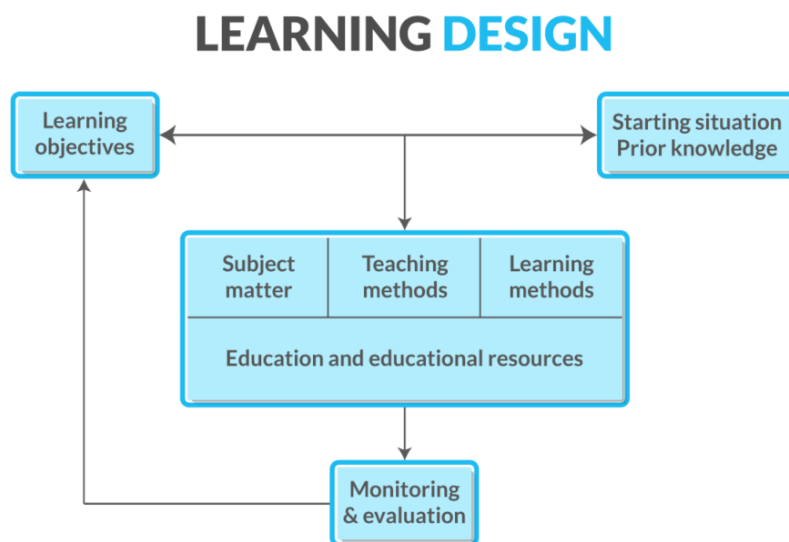 LEARNING DESIGN
Learning
objectives
Starting situation
Prior knowledge
Subject
matter
Teaching
methods
Learning
methods
Education and educational resources
Monitoring
& evaluation